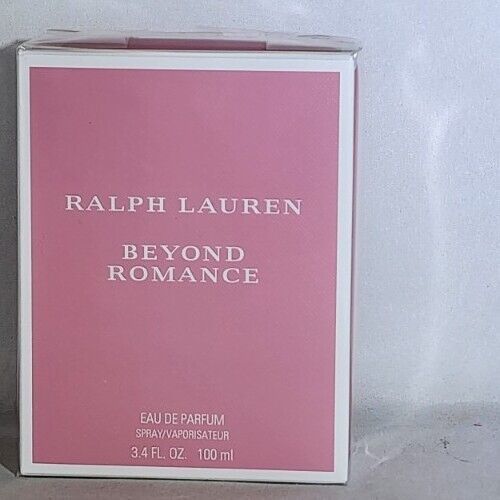 RALPH LAUREN
BEYOND
ROMANCE
EAU DE PARFUM
SPRAY/VAPORISATEUR
3.4 FL. OZ. 100 ml